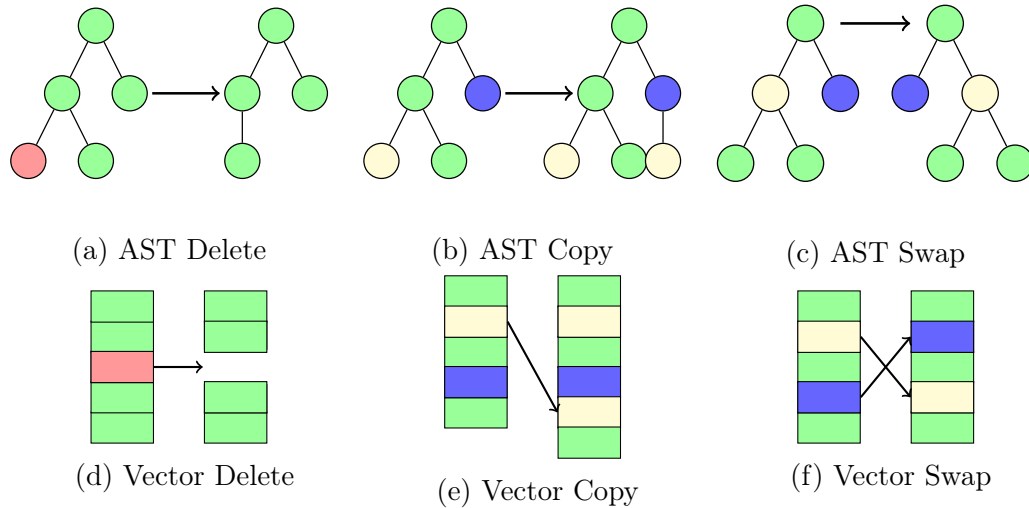 (a) AST Delete
(b) AST Copy
(c) AST Swap
(d) Vector Delete
(e) Vector Copy
(f) Vector Swap